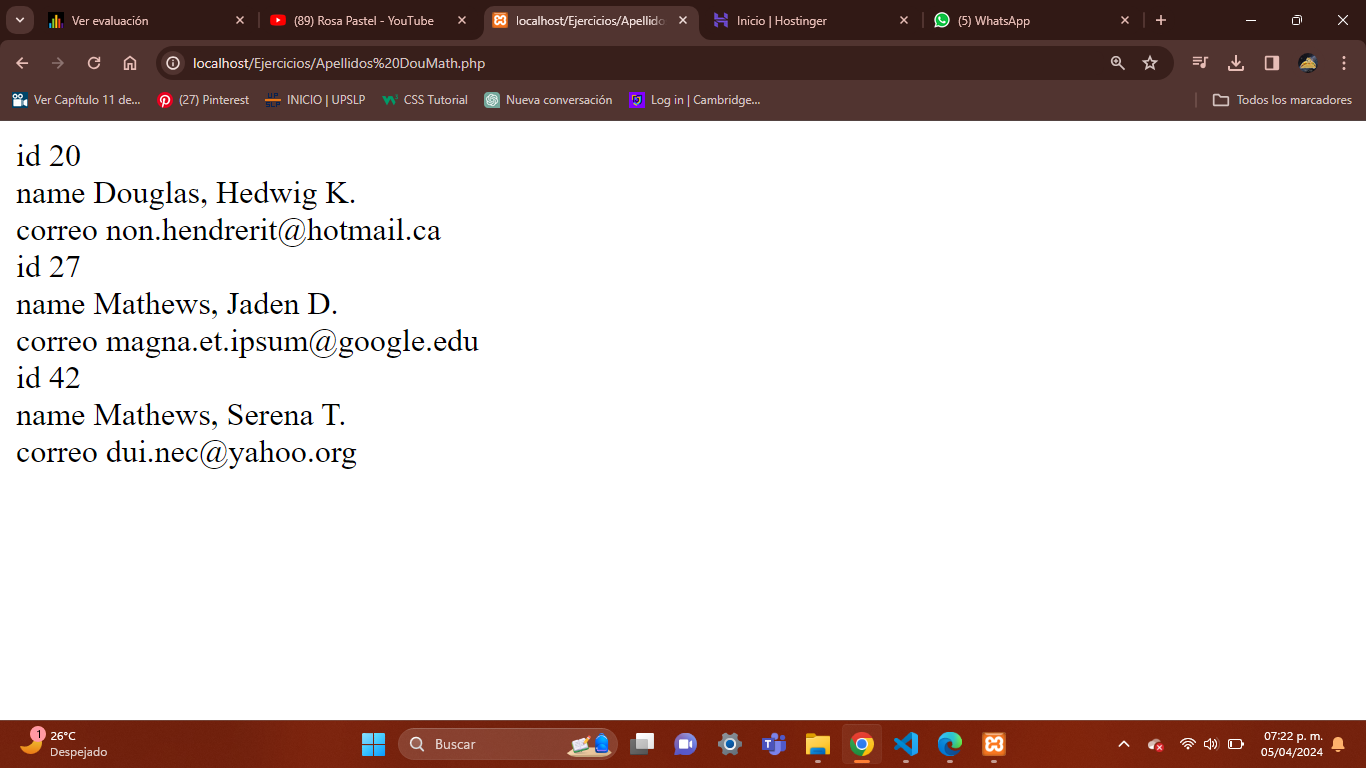 Ver evaluación
(89) Rosa Pastel - YouTube
localhost/Ejercicios/Apellido
Inicio | Hostinger
(5) WhatsApp
localhost/Ejercicios/Apellidos%20DouMath.php
Ver Capítulo 11 de...
(27) Pinterest
INICIO | UPSLP
CSS Tutorial
Nueva conversación
Log in | Cambridge...
Todos los marcadores
id 20
name Douglas, Hedwig K.
correo non.hendrerit@hotmail.ca
id 27
name Mathews, Jaden D.
correo magna.et.ipsum@google.edu
id 42
name Mathews, Serena T.
correo dui.nec@yahoo.org
1
26°C
Despejado
Buscar
07:22 p. m.
05/04/2024